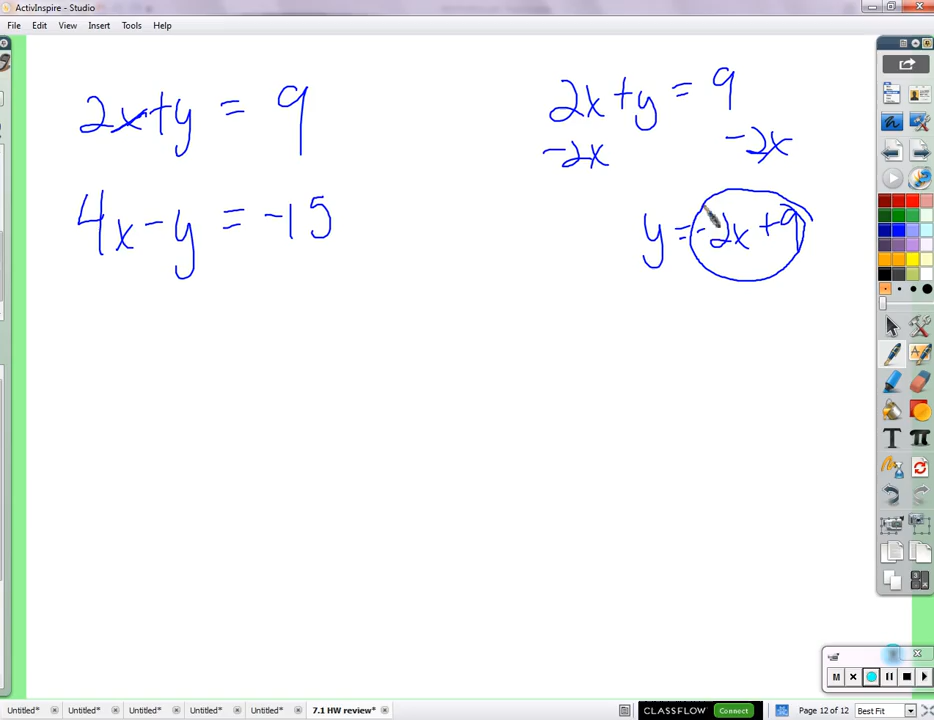 ActivInspire - Studio
File Edit View Insert Tools Help
2x+y = 9
4x-y = -15
2x+y = 9
-2x -2x
y = -2x+9
M
Untitled* Untitled* Untitled* Untitled* Untitled* 7.1 HW review*
CLASSFLOW Connect
Page 12 of 12 Best Fit